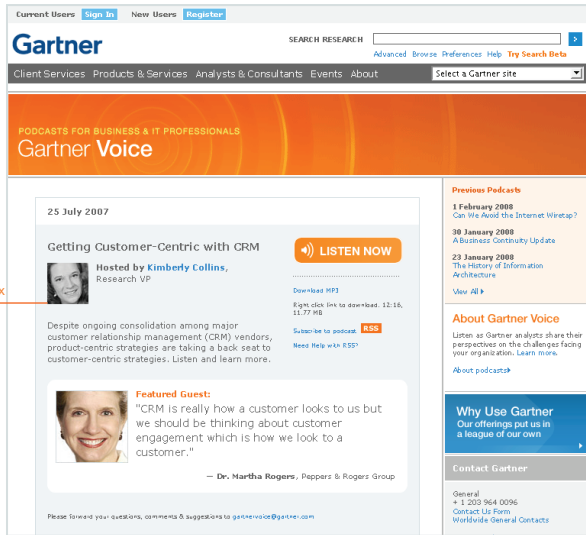 Current Users Sign In New Users Register
Gartner
SEARCH RESEARCH
Advanced Browse Preferences Help Try Search Beta
Client Services Products & Services Analysts & Consultants Events About
Select a Gartner site
PODCASTS FOR BUSINESS & IT PROFESSIONALS
Gartner Voice
25 July 2007
Getting Customer-Centric with CRM
Hosted by Kimberly Collins,
Research VP
x
Despite ongoing consolidation among major
customer relationship management (CRM) vendors,
product-centric strategies are taking a back seat to
customer-centric strategies. Listen and learn more.
LISTEN NOW
Download MP3
Right click link to download. 12:16,
11.77 MB
Subscribe to podcast RSS
Need Help with RSS?
Featured Guest:
"CRM is really how a customer looks to us but
we should be thinking about customer
engagement which is how we look to a
customer."
— Dr. Martha Rogers, Peppers & Rogers Group
Please forward your questions, comments & suggestions to gartnervoice@gartner.com
Previous Podcasts
1 February 2008
Can We Avoid the Internet Wiretap?
30 January 2008
A Business Continuity Update
23 January 2008
The History of Information
Architecture
View All
About Gartner Voice
Listen as Gartner analysts share their
perspectives on the challenges facing
your organization. Learn more.
About podcasts
Why Use Gartner
Our offerings put us in
a league of our own
Contact Gartner
General
+ 1 203 964 0096
Contact Us Form
Worldwide General Contacts